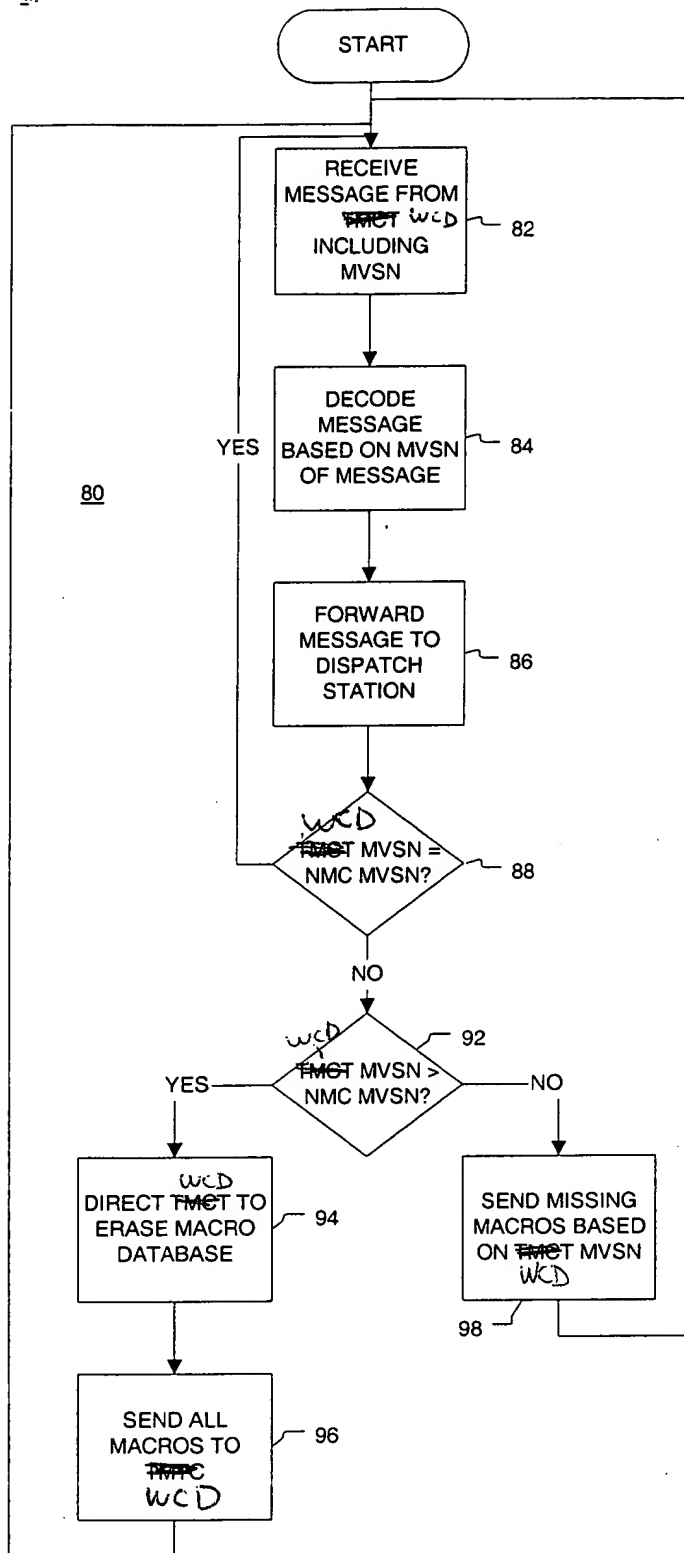 START
RECEIVE
MESSAGE FROM
TMCT WCD
INCLUDING
MVSN
82
DECODE
MESSAGE
BASED ON MVSN
OF MESSAGE
84
YES
80
FORWARD
MESSAGE TO
DISPATCH
STATION
86
WCD
TMCT MVSN =
NMC MVSN?
88
NO
WCD
TMCT MVSN >
NMC MVSN?
92
YES
NO
WCD
DIRECT TMCT TO
ERASE MACRO
DATABASE
94
SEND MISSING
MACROS BASED
ON TMCT MVSN
WCD
98
SEND ALL
MACROS TO
WCD
96